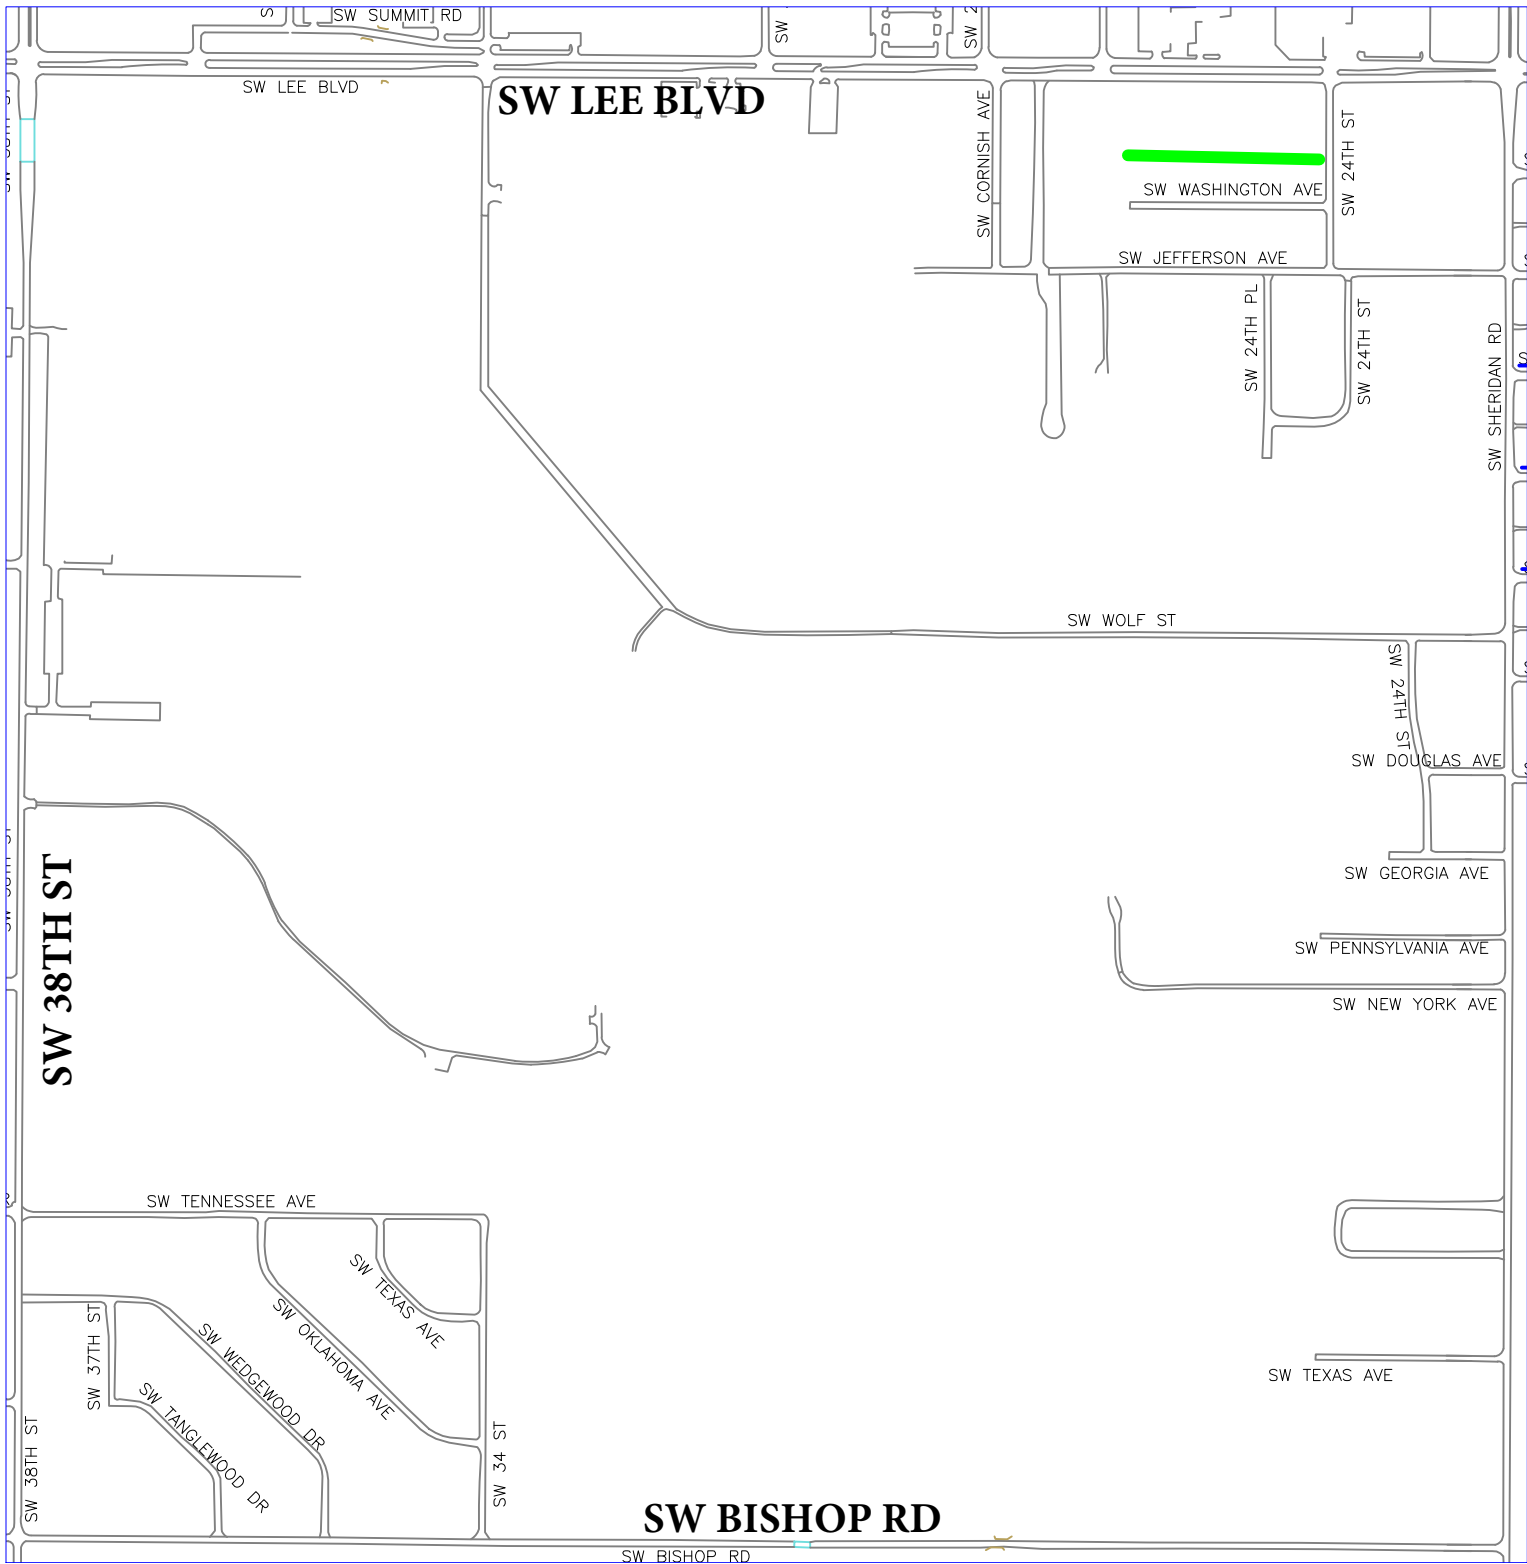 SW SUMMIT RD
SW LEE BLVD
SW LEE BLVD
SW CORNISH AVE
SW 24TH ST
SW WASHINGTON AVE
SW JEFFERSON AVE
SW 24TH PL
SW 24TH ST
SW SHERIDAN RD
SW WOLF ST
SW 24TH ST
SW DOUGLAS AVE
SW 38TH ST
SW GEORGIA AVE
SW PENNSYLVANIA AVE
SW NEW YORK AVE
SW TENNESSEE AVE
SW TEXAS AVE
SW OKLAHOMA AVE
SW WEDGEWOOD DR
SW 37TH ST
SW TANGLEWOOD DR
SW TEXAS AVE
SW 38TH ST
SW 34 ST
SW BISHOP RD
SW BISHOP RD